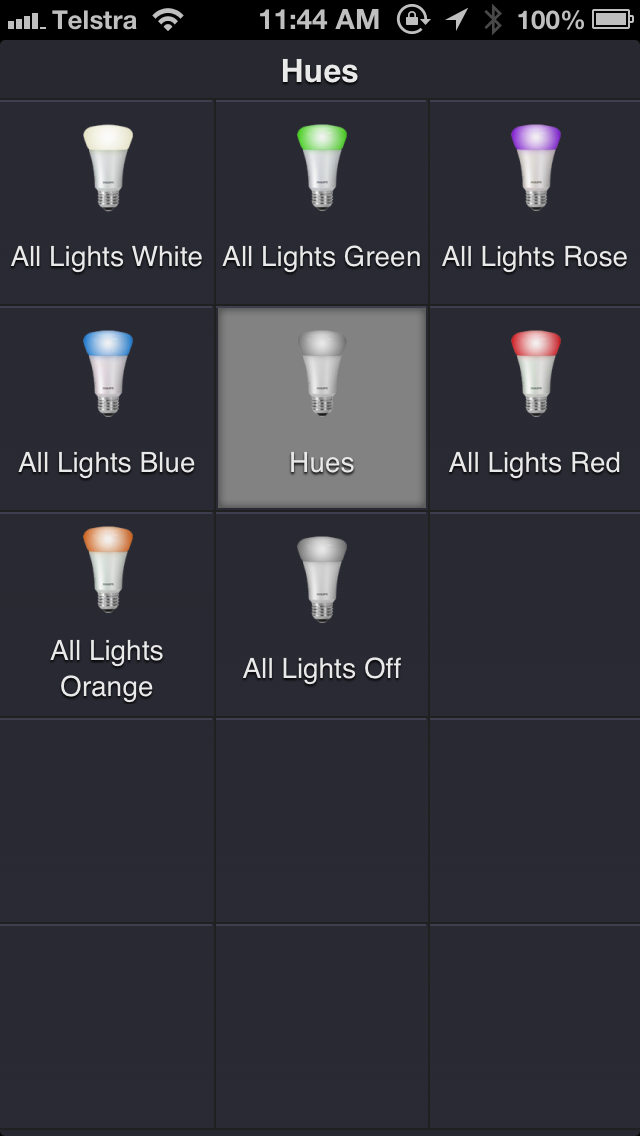 Telstra 11:44 AM 100%
Hues
All Lights White
All Lights Green
All Lights Rose
All Lights Blue
Hues
All Lights Red
All Lights
Orange
All Lights Off